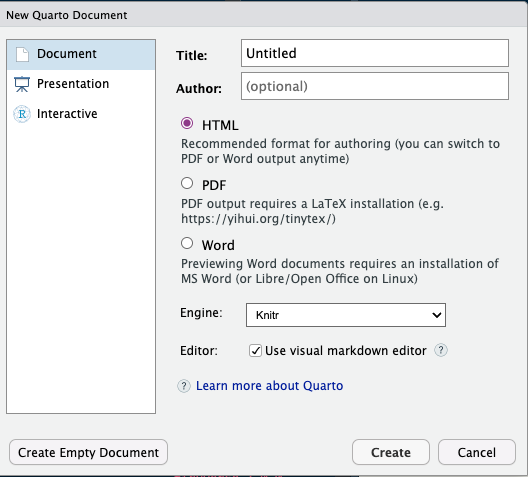 New Quarto Document
Document
Presentation
Interactive
Title:
Untitled
Author:
(optional)
HTML
Recommended format for authoring (you can switch to
PDF or Word output anytime)
PDF
PDF output requires a LaTeX installation (e.g.
https://yihui.org/tinytex/)
Word
Previewing Word documents requires an installation of
MS Word (or Libre/Open Office on Linux)
Engine:
Knitr
Editor:
Use visual markdown editor ?
? Learn more about Quarto
Create Empty Document
Create
Cancel